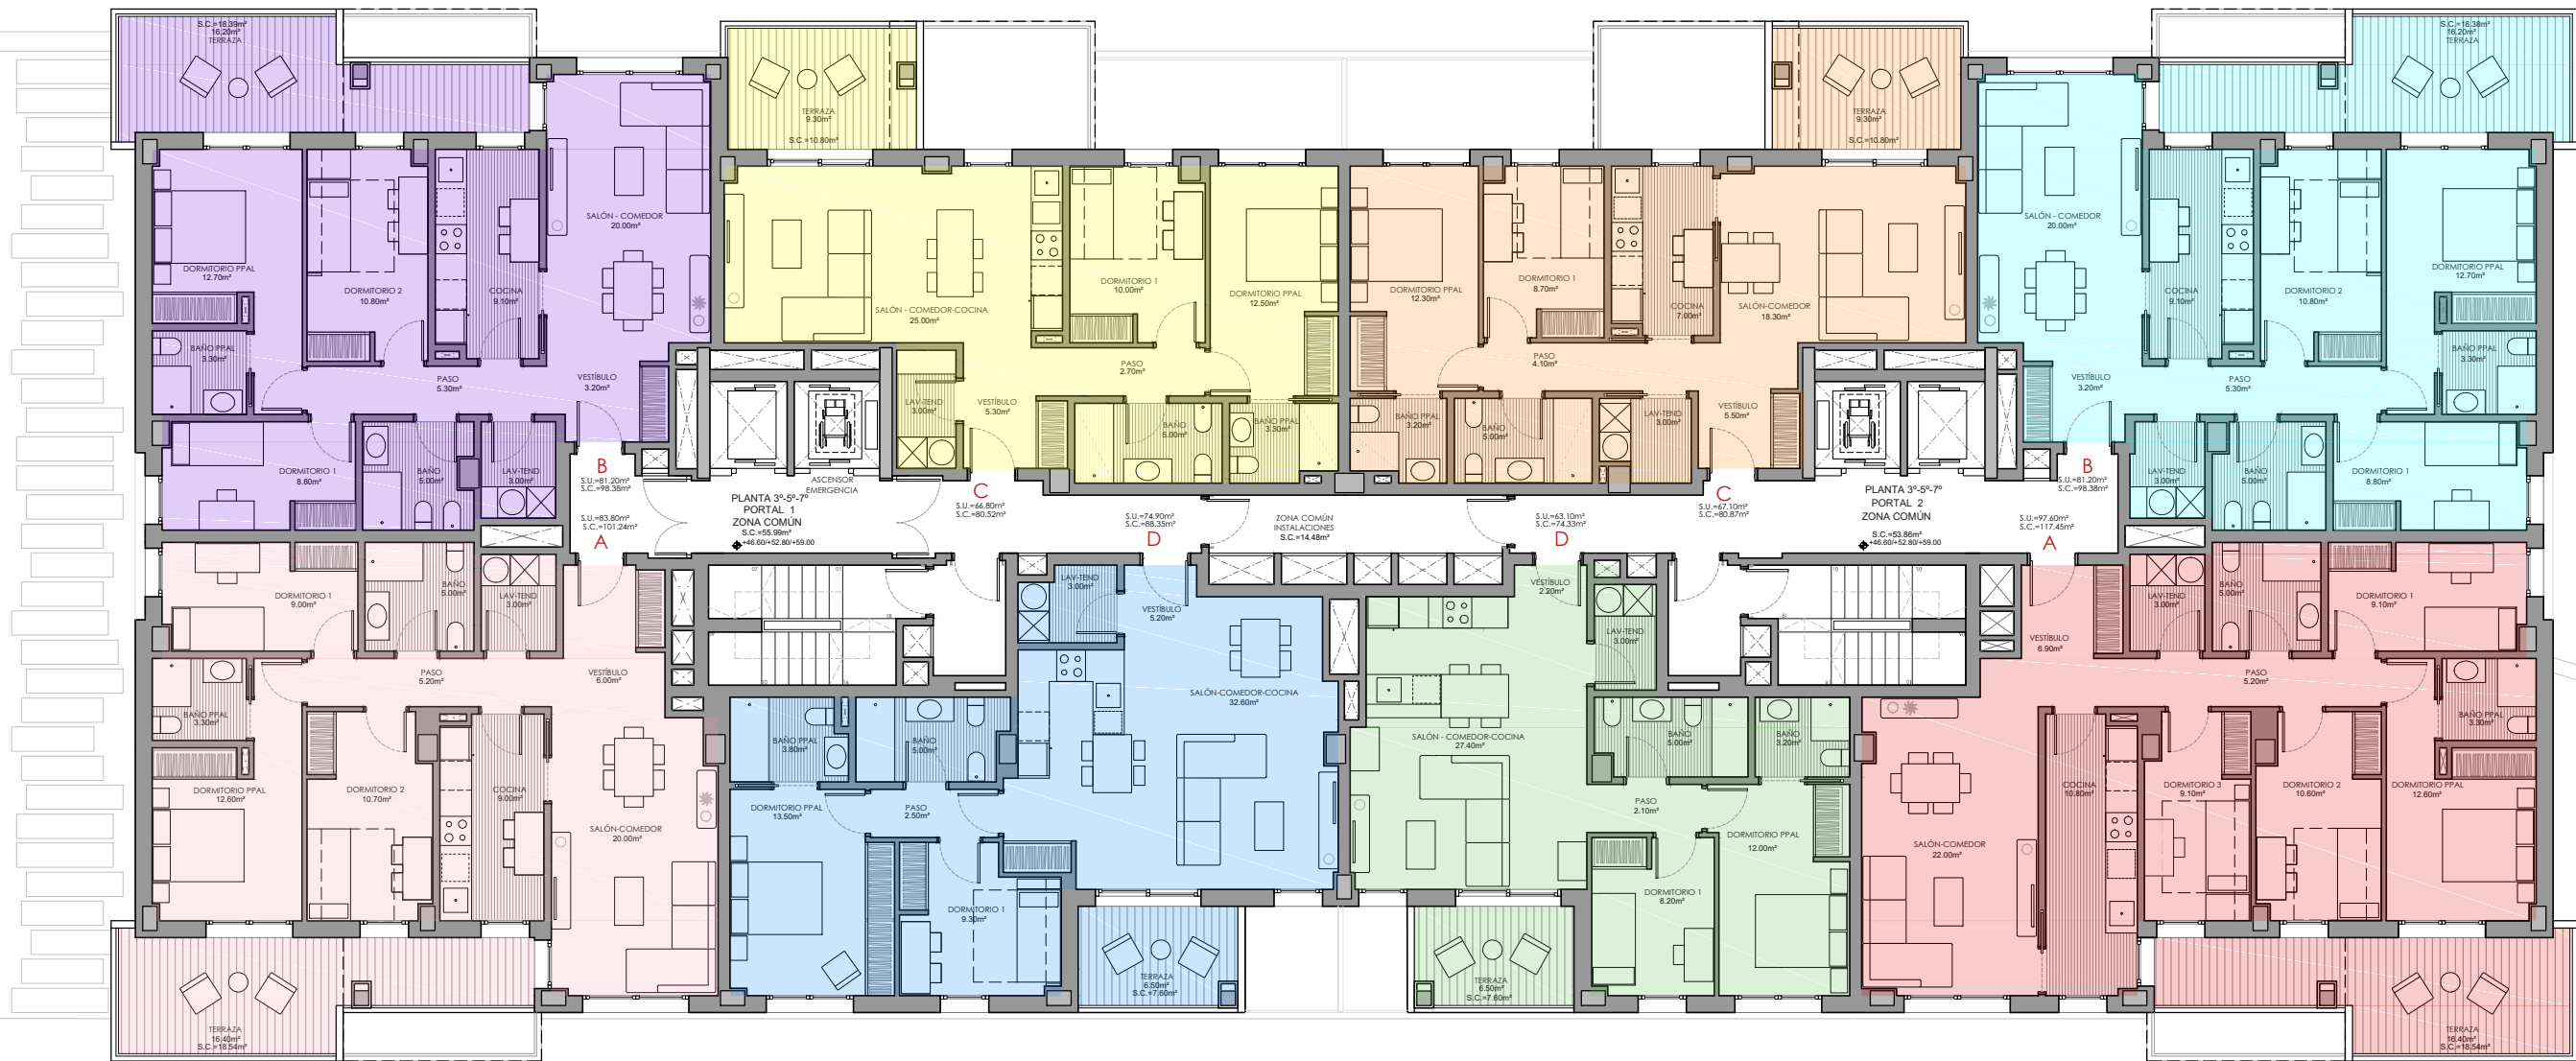 S.C.=18.39m²
16.20m²
TERRAZA
SALÓN - COMEDOR
20.00m²
DORMITORIO PPAL
12.70m²
DORMITORIO 2
10.80m²
COCINA
9.10m²
BAÑO PPAL
3.30m²
PASO
5.30m²
VESTÍBULO
3.20m²
DORMITORIO 1
8.80m²
BAÑO
5.00m²
LAV-TEND
3.00m²
B
S.U.=81.20m²
S.C.=98.38m²
TERRAZA
9.30m²
S.C.=10.80m²
SALÓN - COMEDOR-COCINA
25.00m²
DORMITORIO 1
10.00m²
DORMITORIO PPAL
12.50m²
PASO
2.70m²
LAV-TEND
3.00m²
VESTÍBULO
5.30m²
BAÑO
5.00m²
BAÑO PPAL
3.30m²
C
S.U.=66.80m²
S.C.=80.52m²
TERRAZA
9.30m²
S.C.=10.80m²
DORMITORIO PPAL
12.30m²
DORMITORIO 1
8.70m²
COCINA
7.00m²
SALÓN-COMEDOR
18.30m²
PASO
4.10m²
BAÑO PPAL
3.20m²
BAÑO
5.00m²
LAV-TEND
3.00m²
VESTÍBULO
5.50m²
C
S.U.=67.10m²
S.C.=80.87m²
S.C.=18.38m²
16.20m²
TERRAZA
SALÓN - COMEDOR
20.00m²
COCINA
9.10m²
DORMITORIO 2
10.80m²
DORMITORIO PPAL
12.70m²
BAÑO PPAL
3.30m²
VESTÍBULO
3.20m²
PASO
5.30m²
LAV-TEND
3.00m²
BAÑO
5.00m²
DORMITORIO 1
8.80m²
B
S.U.=81.20m²
S.C.=98.38m²
ASCENSOR
EMERGENCIA
PLANTA 3º-5º-7º
PORTAL 1
ZONA COMÚN
S.C.=55.99m²
+46.60/+52.80/+59.00
ZONA COMÚN
INSTALACIONES
S.C.=14.48m²
PLANTA 3º-5º-7º
PORTAL 2
ZONA COMÚN
S.C.=53.86m²
+46.60/+52.80/+59.00
S.U.=83.80m²
S.C.=101.24m²
A
DORMITORIO 1
9.00m²
BAÑO
5.00m²
LAV-TEND
3.00m²
BAÑO PPAL
3.30m²
PASO
5.20m²
VESTÍBULO
6.00m²
DORMITORIO PPAL
12.60m²
DORMITORIO 2
10.70m²
COCINA
9.00m²
SALÓN-COMEDOR
20.00m²
TERRAZA
16.40m²
S.C.=18.54m²
S.U.=74.90m²
S.C.=88.35m²
D
LAV-TEND
3.00m²
VESTÍBULO
5.20m²
SALÓN-COMEDOR-COCINA
32.60m²
BAÑO PPAL
3.80m²
BAÑO
5.00m²
DORMITORIO PPAL
13.50m²
PASO
2.50m²
DORMITORIO 1
9.30m²
TERRAZA
6.50m²
S.C.=7.60m²
S.U.=63.10m²
S.C.=74.33m²
D
VESTÍBULO
2.20m²
LAV-TEND
3.00m²
SALÓN - COMEDOR-COCINA
27.40m²
BAÑO
5.00m²
BAÑO
3.20m²
PASO
2.10m²
DORMITORIO PPAL
12.00m²
DORMITORIO 1
8.20m²
TERRAZA
6.50m²
S.C.=7.60m²
S.U.=97.60m²
S.C.=117.45m²
A
VESTÍBULO
6.90m²
LAV-TEND
3.00m²
BAÑO
5.00m²
DORMITORIO 1
9.10m²
PASO
5.20m²
BAÑO PPAL
3.30m²
COCINA
10.80m²
DORMITORIO 3
9.10m²
DORMITORIO 2
10.60m²
DORMITORIO PPAL
12.60m²
SALÓN-COMEDOR
22.00m²
TERRAZA
16.40m²
S.C.=18.54m²